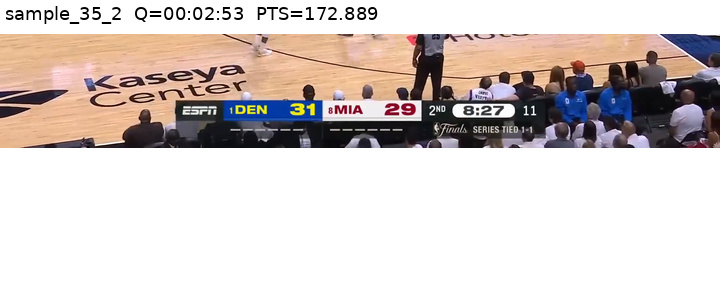 sample_35_2 Q=00:02:53 PTS=172.889
Kaseya
Center
ESPN 1 DEN 31 8 MIA 29 2ND 8:27 11
Finals SERIES TIED 1-1